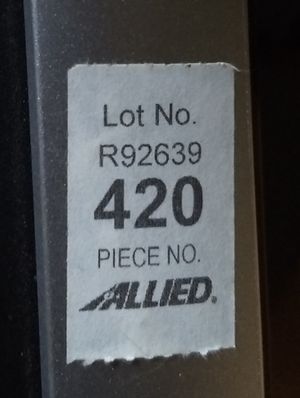 Lot No.
R92639
420
PIECE NO.
ALLIED®